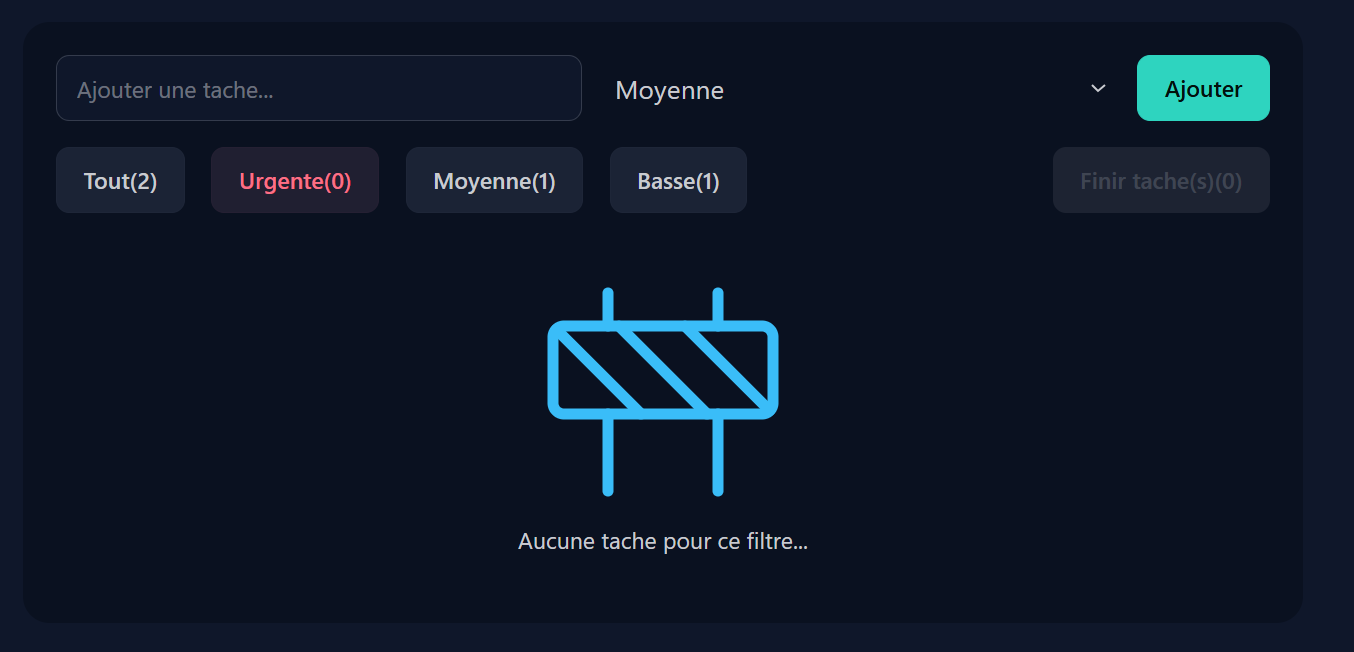 Ajouter une tache...
Moyenne
Ajouter
Tout(2)
Urgente(0)
Moyenne(1)
Basse(1)
Finir tache(s)(0)
Aucune tache pour ce filtre...